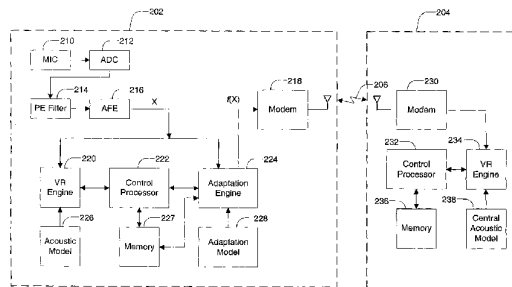 202
204
210
212
MIC
ADC
214
216
218
206
230
PE Filter
AFE
X
f(X)
Modem
Modem
220
222
224
232
234
VR
Engine
Control
Processor
Adaptation
Engine
Control
Processor
VR
Engine
226
227
228
236
238
Acoustic
Model
Memory
Adaptation
Model
Memory
Central
Acoustic
Model